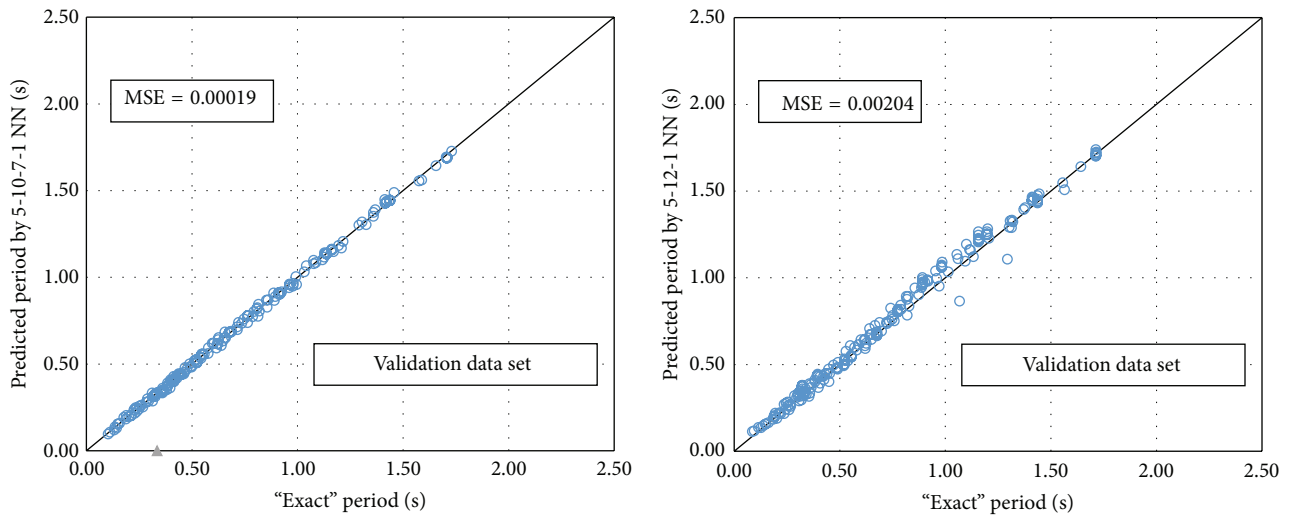 2.50
2.00
1.50
1.00
0.50
0.00
Predicted period by 5-10-7-1 NN (s)
MSE = 0.00019
Validation data set
0.00 0.50 1.00 1.50 2.00 2.50
“Exact” period (s)
2.50
2.00
1.50
1.00
0.50
0.00
Predicted period by 5-12-1 NN (s)
MSE = 0.00204
Validation data set
0.00 0.50 1.00 1.50 2.00 2.50
“Exact” period (s)